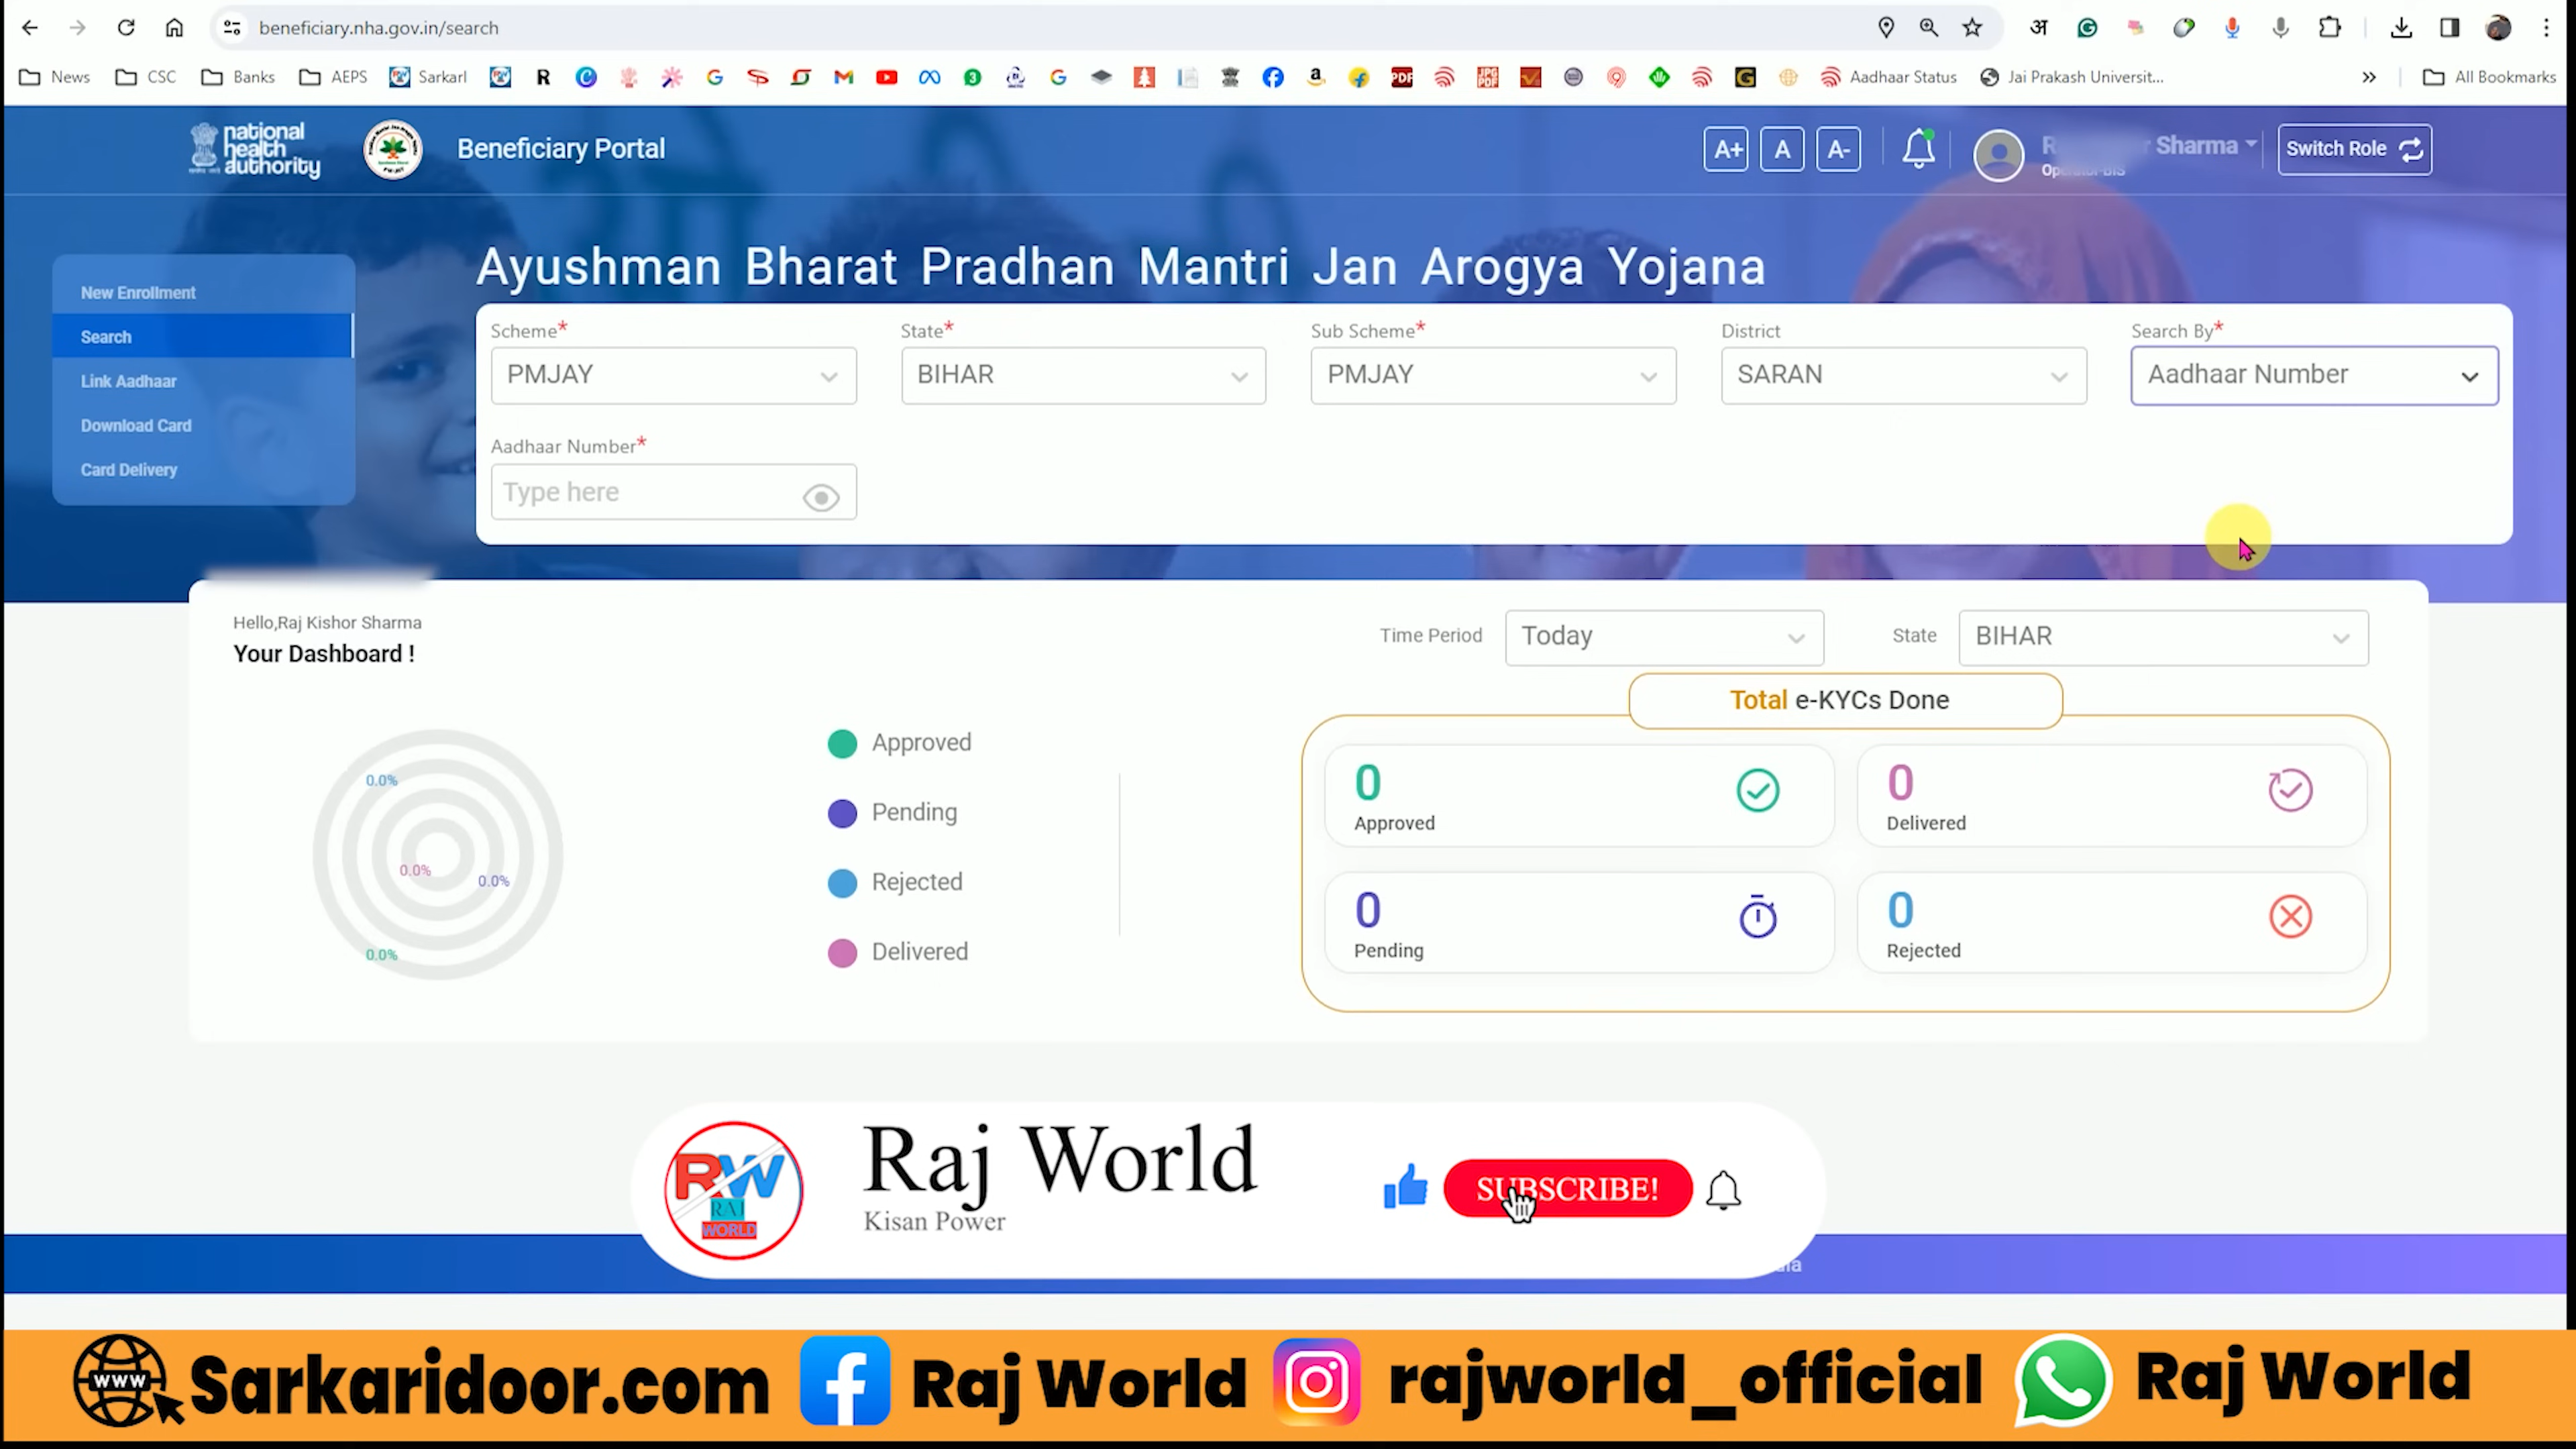 beneficiary.nha.gov.in/search
News
CSC
Banks
AEPS
Sarkarl
Aadhaar Status
Jai Prakash Universit...
All Bookmarks
national
health
authority
Beneficiary Portal
A+
A
A-
Sharma
Switch Role
Ayushman Bharat Pradhan Mantri Jan Arogya Yojana
New Enrollment
Search
Link Aadhaar
Download Card
Card Delivery
Scheme*
State*
Sub Scheme*
District
Search By*
PMJAY
BIHAR
PMJAY
SARAN
Aadhaar Number
Aadhaar Number*
Type here
Hello,Raj Kishor Sharma
Your Dashboard !
Time Period
Today
State
BIHAR
Total e-KYCs Done
0.0%
0.0%
0.0%
0.0%
Approved
Pending
Rejected
Delivered
0
Approved
0
Delivered
0
Pending
0
Rejected
RW
RAJ
WORLD
Raj World
Kisan Power
SUBSCRIBE!
www
Sarkaridoor.com
Raj World
rajworld_official
Raj World